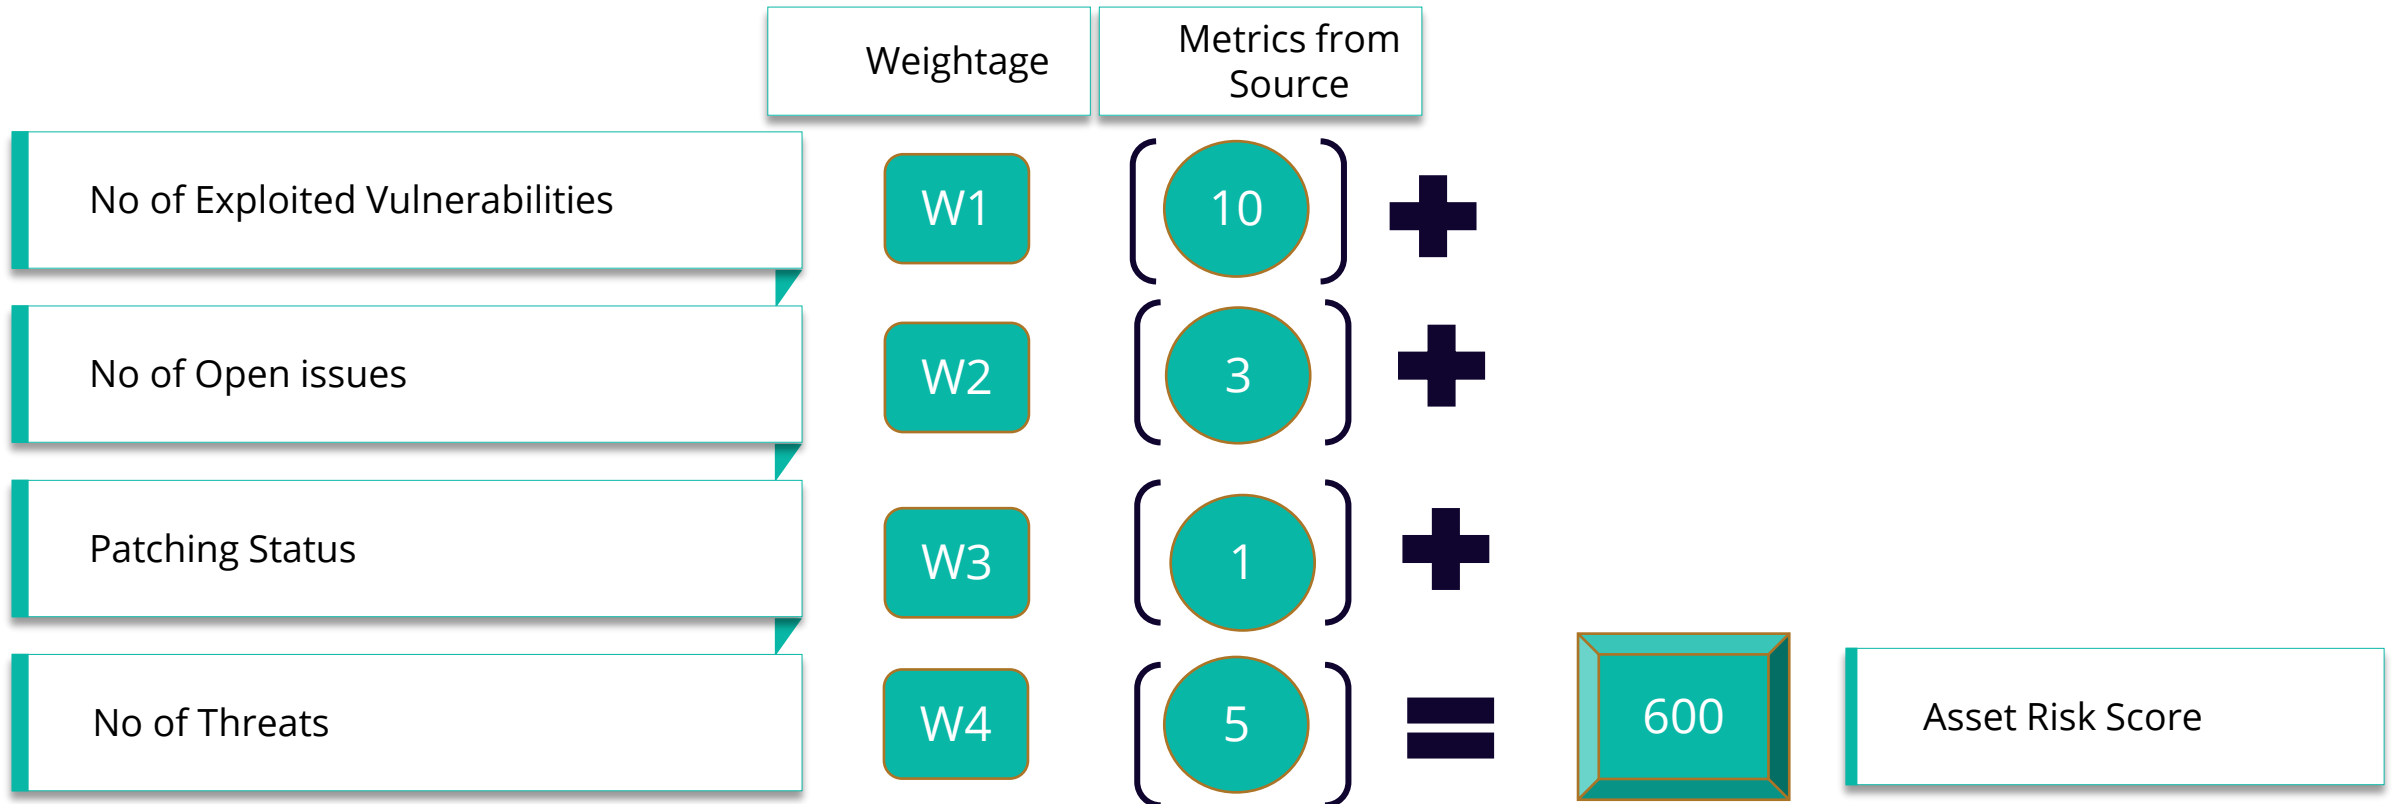 Weightage
Metrics from
Source
No of Exploited Vulnerabilities
W1
10
No of Open issues
W2
3
Patching Status
W3
1
No of Threats
W4
5
600
Asset Risk Score